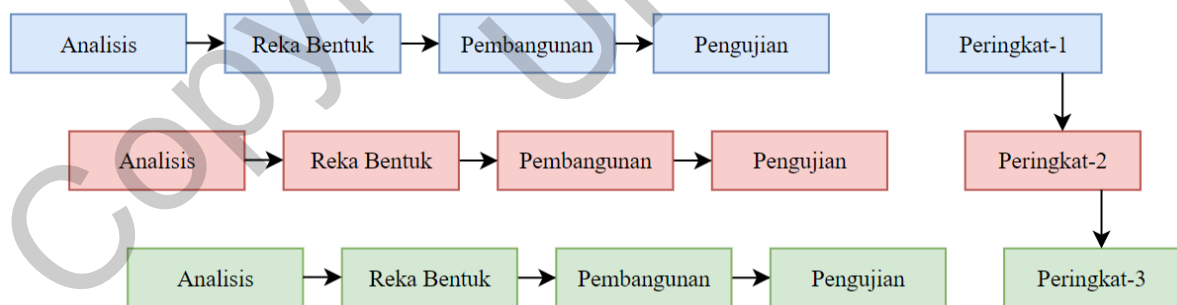 Analisis Reka Bentuk Pembangunan Pengujian Peringkat-1
Analisis Reka Bentuk Pembangunan Pengujian Peringkat-2
Analisis Reka Bentuk Pembangunan Pengujian Peringkat-3
Copy